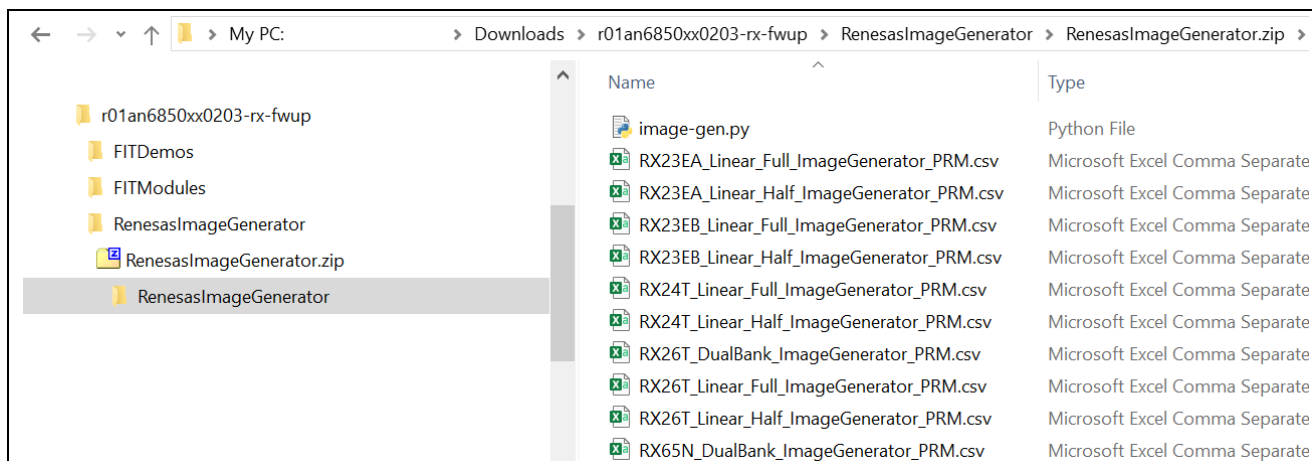 My PC: > Downloads > r01an6850xx0203-rx-fwup > RenesasImageGenerator > RenesasImageGenerator.zip >
r01an6850xx0203-rx-fwup
FITDemos
FITModules
RenesasImageGenerator
RenesasImageGenerator.zip
RenesasImageGenerator
Name Type
image-gen.py Python File
RX23EA_Linear_Full_ImageGenerator_PRM.csv Microsoft Excel Comma Separate
RX23EA_Linear_Half_ImageGenerator_PRM.csv Microsoft Excel Comma Separate
RX23EB_Linear_Full_ImageGenerator_PRM.csv Microsoft Excel Comma Separate
RX23EB_Linear_Half_ImageGenerator_PRM.csv Microsoft Excel Comma Separate
RX24T_Linear_Full_ImageGenerator_PRM.csv Microsoft Excel Comma Separate
RX24T_Linear_Half_ImageGenerator_PRM.csv Microsoft Excel Comma Separate
RX26T_DualBank_ImageGenerator_PRM.csv Microsoft Excel Comma Separate
RX26T_Linear_Full_ImageGenerator_PRM.csv Microsoft Excel Comma Separate
RX26T_Linear_Half_ImageGenerator_PRM.csv Microsoft Excel Comma Separate
RX65N_DualBank_ImageGenerator_PRM.csv Microsoft Excel Comma Separate